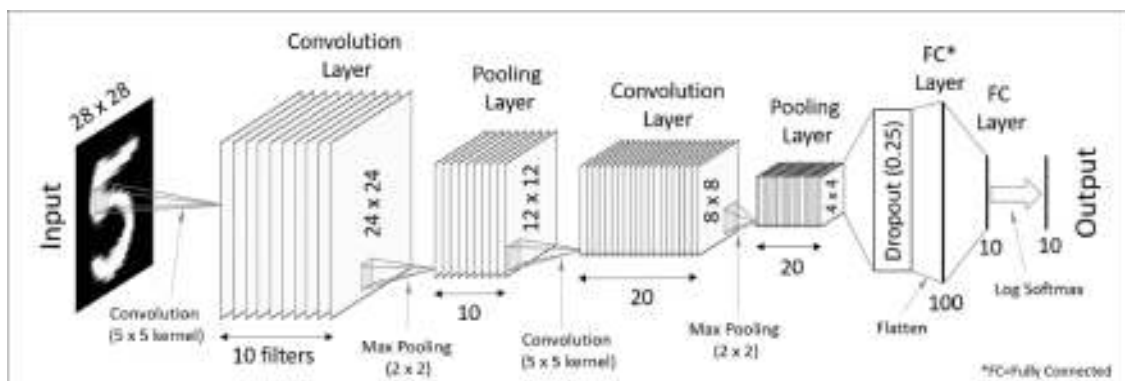 Input
28 x 28
Convolution
(5 x 5 kernel)
Convolution
Layer
24 x 24
10 filters
Max Pooling
(2 x 2)
Pooling
Layer
12 x 12
10
Convolution
(5 x 5 kernel)
Convolution
Layer
8 x 8
20
Max Pooling
(2 x 2)
Pooling
Layer
4 x 4
20
Dropout (0.25)
Flatten
FC*
Layer
100
FC
Layer
10
Log Softmax
10
Output
*FC=Fully Connected